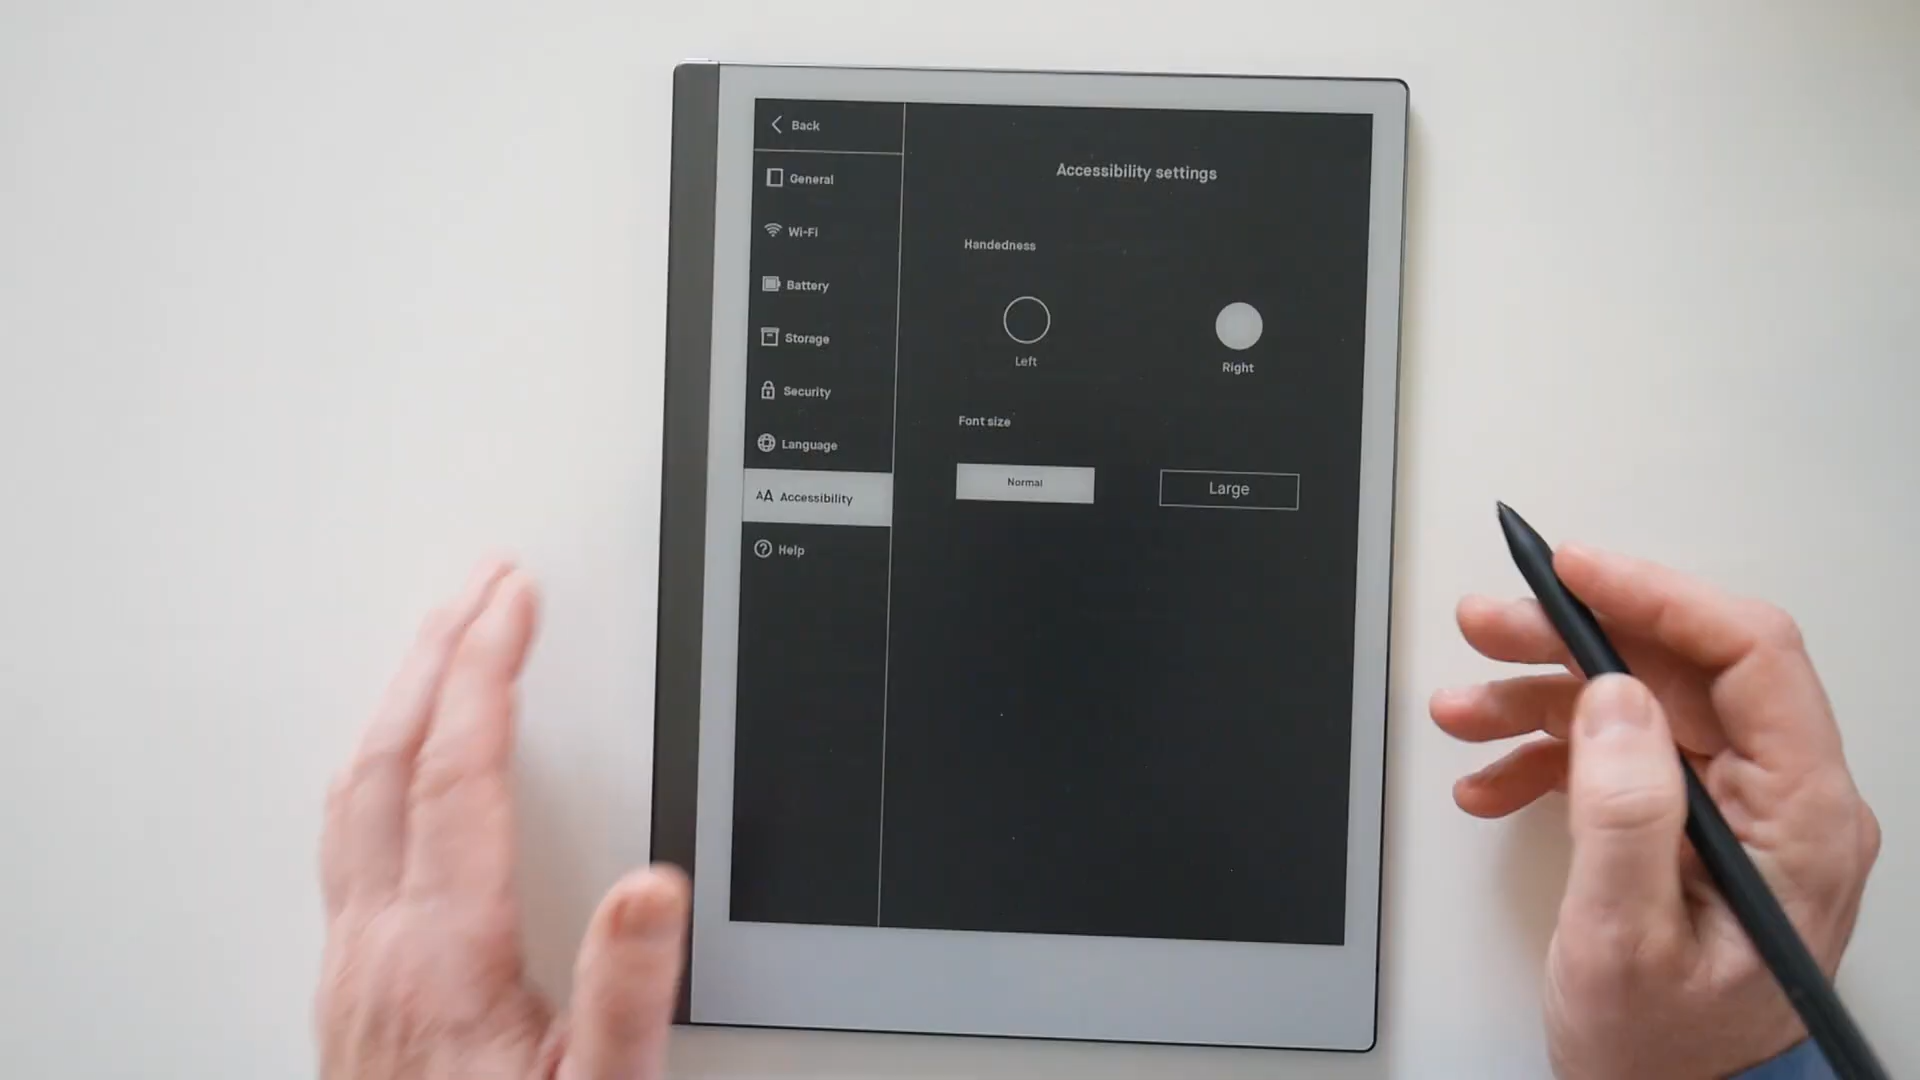 Back
General
Wi-Fi
Battery
Storage
Security
Language
AA Accessibility
Help
Accessibility settings
Handedness
Left
Right
Font size
Normal
Large